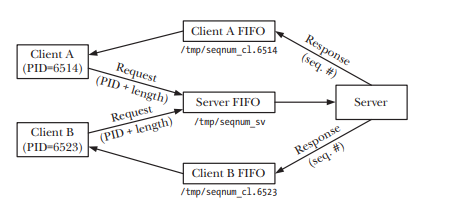 Client A FIFO
/tmp/seqnum_cl.6514
Client A
(PID=6514)
Request
(PID + length)
Response
(seq. #)
Server FIFO
/tmp/seqnum_sv
Server
Request
(PID + length)
Client B
(PID=6523)
Response
(seq. #)
Client B FIFO
/tmp/seqnum_cl.6523